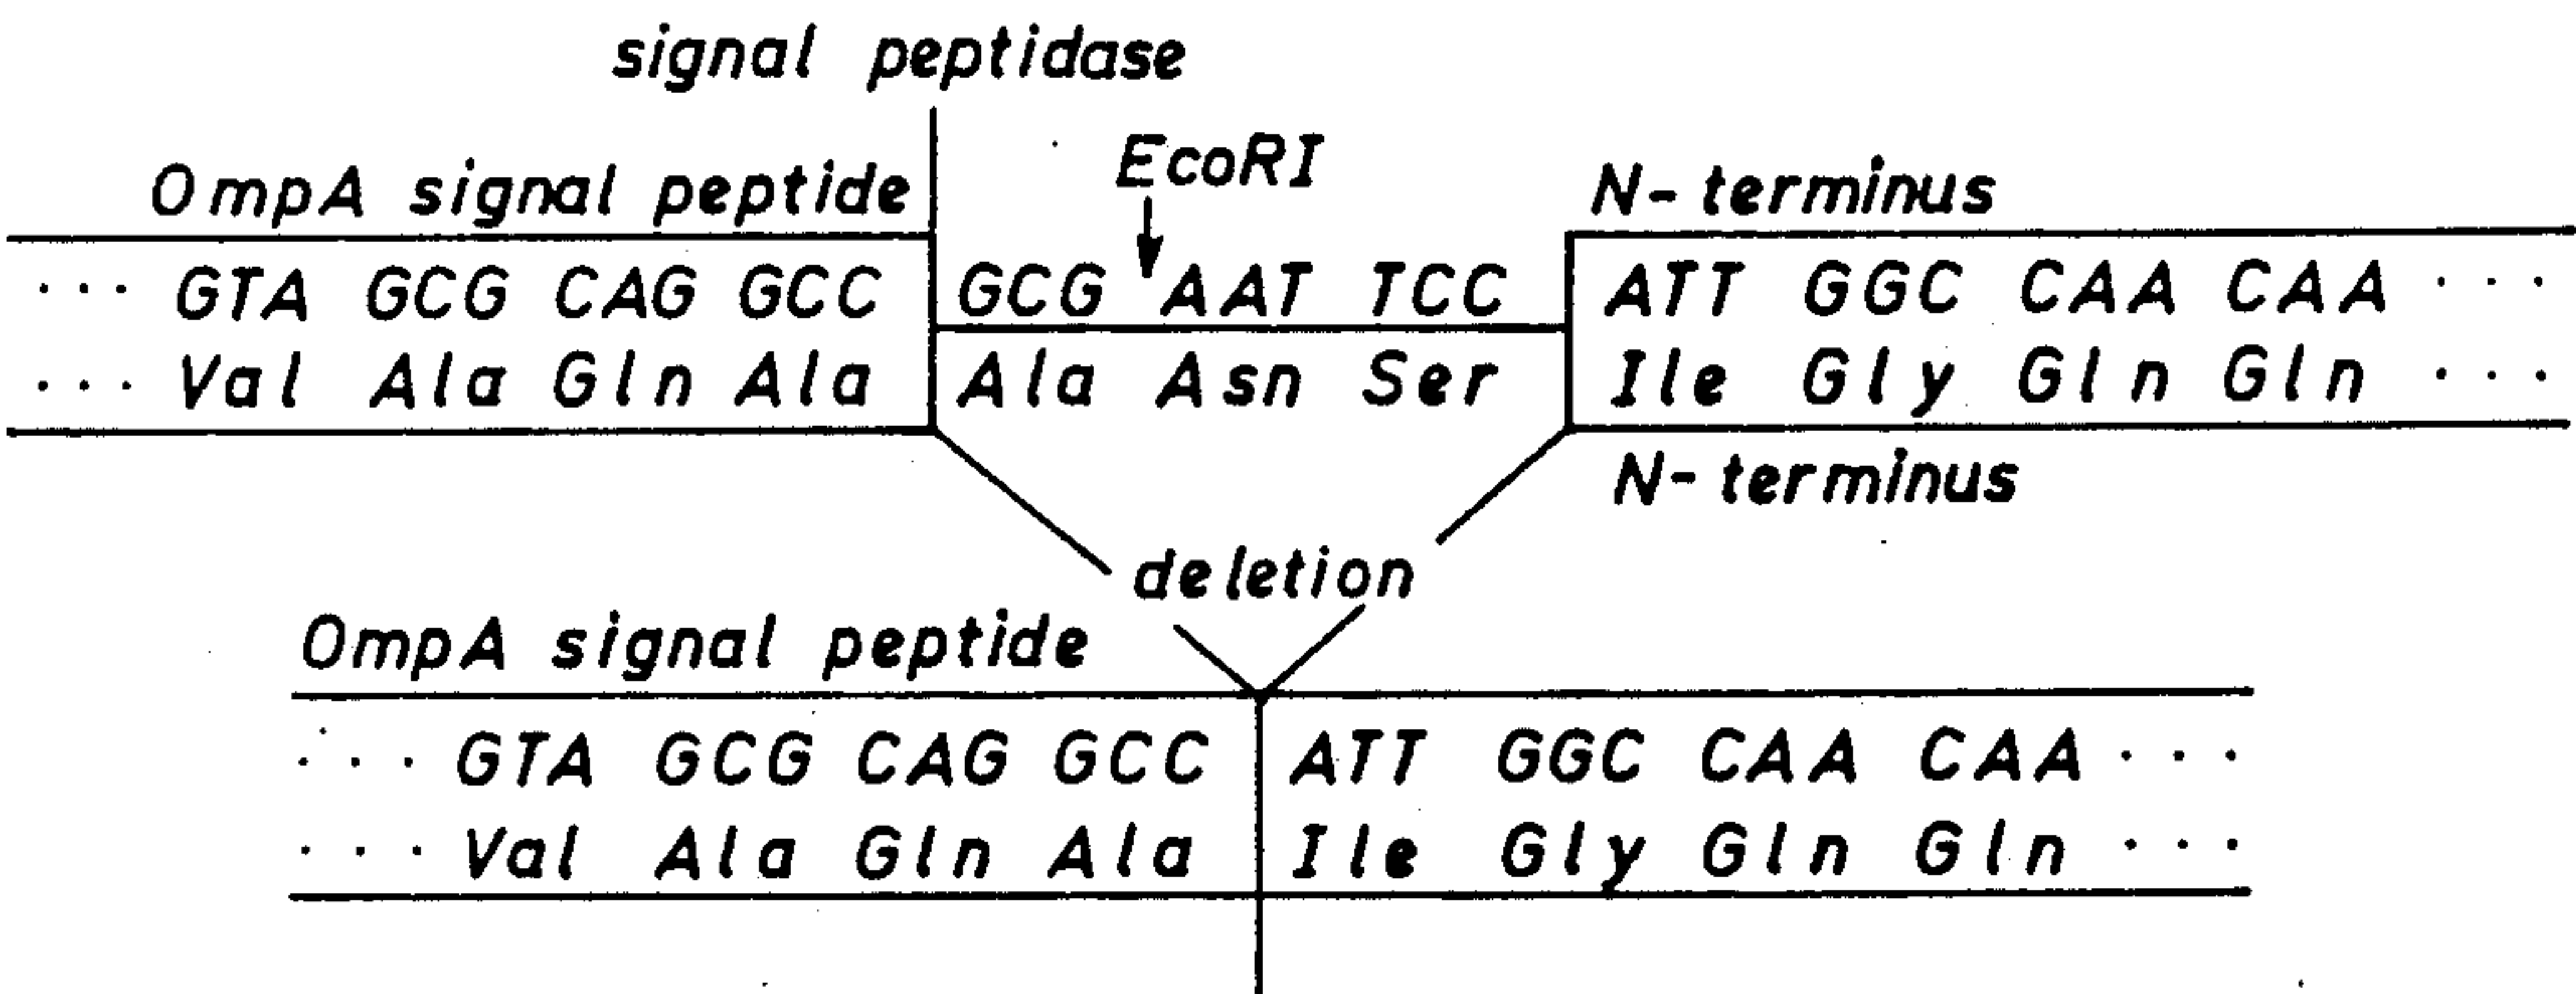 signal peptidase
EcoRI
OmpA signal peptide
N-terminus
··· GTA GCG CAG GCC GCG AAT TCC ATT GGC CAA CAA ···
··· Val Ala Gln Ala Ala Asn Ser Ile Gly Gln Gln ···
N-terminus
deletion
OmpA signal peptide
··· GTA GCG CAG GCC ATT GGC CAA CAA ···
··· Val Ala Gln Ala Ile Gly Gln Gln ···